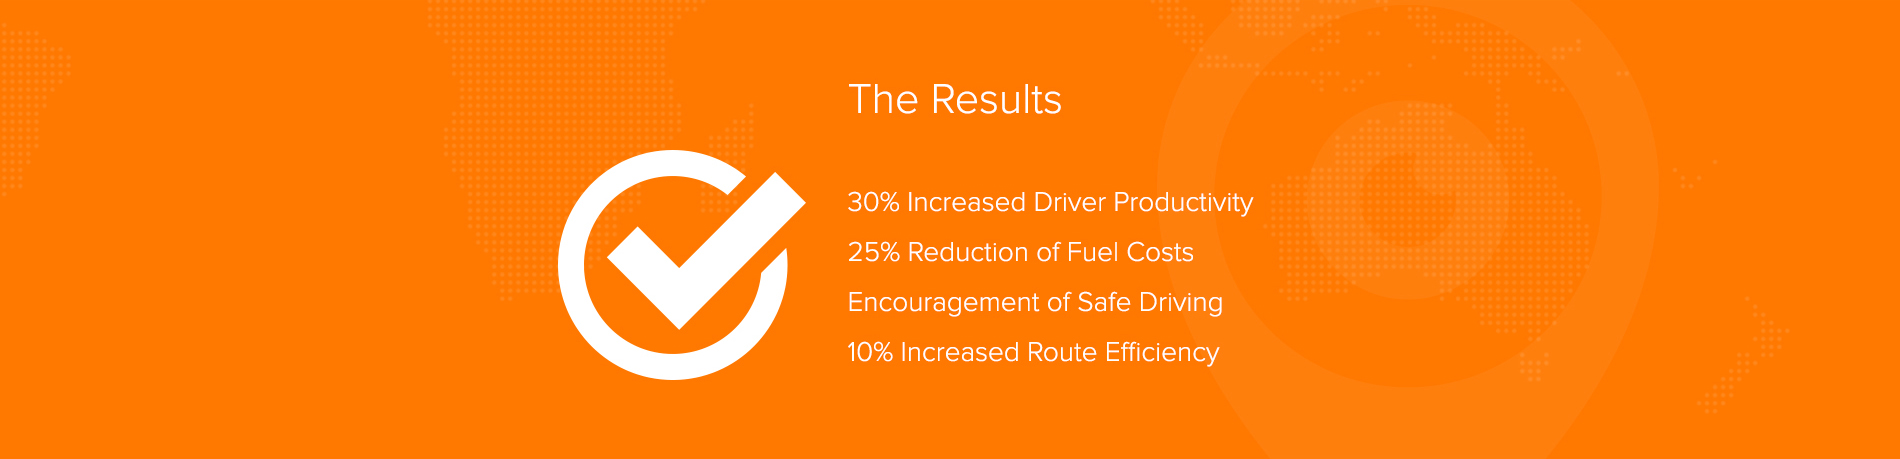 The Results
30% Increased Driver Productivity
25% Reduction of Fuel Costs
Encouragement of Safe Driving
10% Increased Route Efficiency